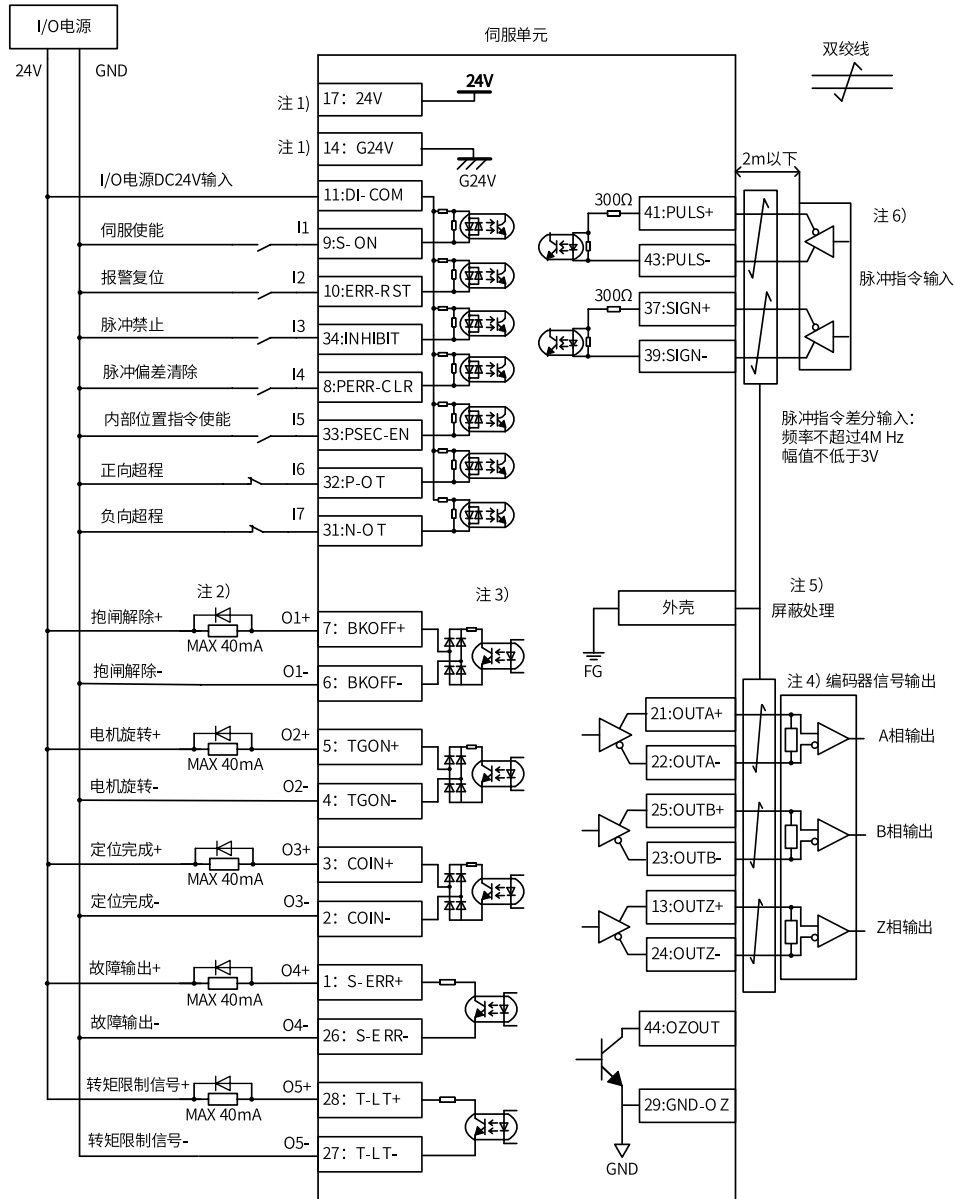 I/O电源
24V
GND
伺服单元
双绞线
注 1)
17：24V
24V
注 1)
14：G24V
G24V
I/O电源DC24V输入
11:DI-COM
伺服使能
I1
9:S-ON
报警复位
I2
10:ERR-RST
脉冲禁止
I3
34:INHIBIT
脉冲偏差清除
I4
8:PERR-CLR
内部位置指令使能
I5
33:PSEC-EN
正向超程
I6
32:P-OT
负向超程
I7
31:N-OT
2m以下
300Ω
41:PULS+
43:PULS-
300Ω
37:SIGN+
39:SIGN-
注 6)
脉冲指令输入
脉冲指令差分输入：
频率不超过4M Hz
幅值不低于3V
注 2)
注 3)
抱闸解除+
MAX 40mA
O1+
7：BKOFF+
抱闸解除-
O1-
6：BKOFF-
电机旋转+
MAX 40mA
O2+
5：TGON+
电机旋转-
O2-
4：TGON-
定位完成+
MAX 40mA
O3+
3：COIN+
定位完成-
O3-
2：COIN-
故障输出+
MAX 40mA
O4+
1：S-ERR+
故障输出-
O4-
26：S-ERR-
转矩限制信号+
MAX 40mA
O5+
28：T-LT+
转矩限制信号-
O5-
27：T-LT-
外壳
FG
注 5)
屏蔽处理
注 4) 编码器信号输出
21:OUTA+
22:OUTA-
A相输出
25:OUTB+
23:OUTB-
B相输出
13:OUTZ+
24:OUTZ-
Z相输出
44:OZOUT
29:GND-OZ
GND